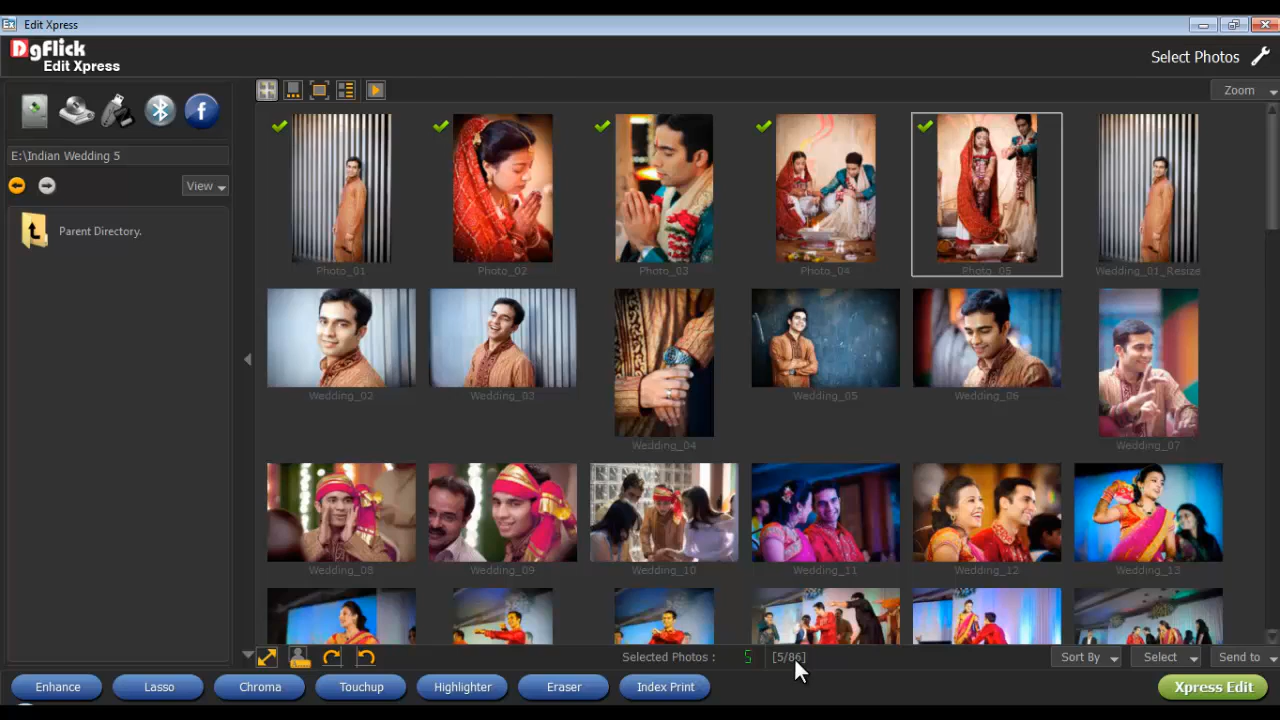 Edit Xpress
DgFlick
Edit Xpress
Select Photos
Zoom
E:\Indian Wedding 5
View
Parent Directory.
Photo_01
Photo_02
Photo_03
Photo_04
Photo_05
Wedding_01_Resize
Wedding_02
Wedding_03
Wedding_04
Wedding_05
Wedding_06
Wedding_07
Wedding_08
Wedding_09
Wedding_10
Wedding_11
Wedding_12
Wedding_13
Selected Photos : 5 [5/86]
Sort By
Select
Send to
Enhance
Lasso
Chroma
Touchup
Highlighter
Eraser
Index Print
Xpress Edit